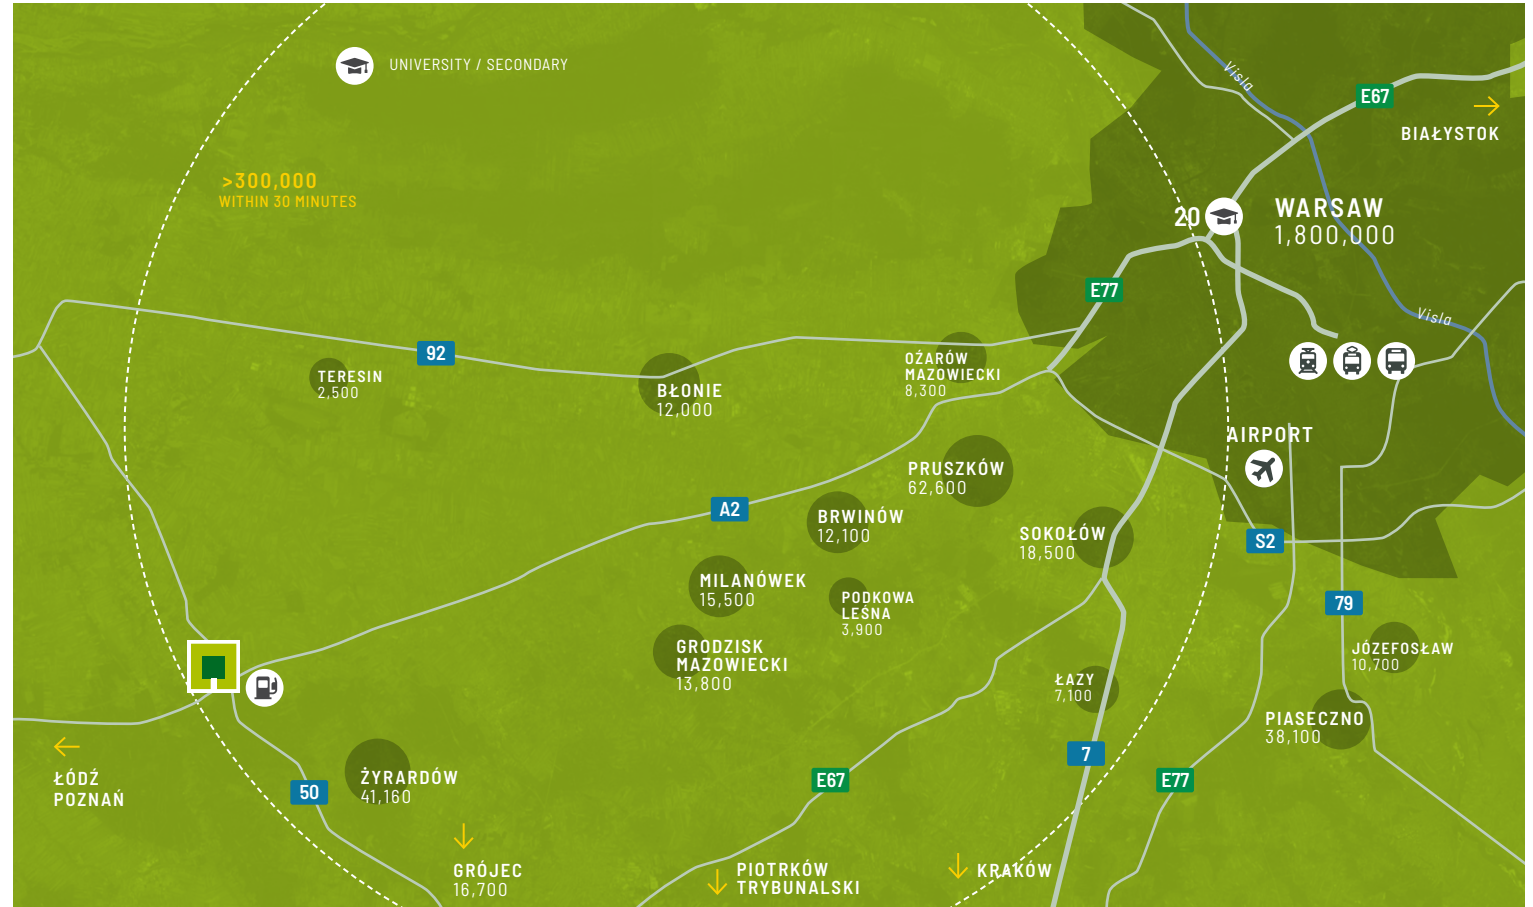 UNIVERSITY / SECONDARY
Visla
E67
BIAŁYSTOK
>300,000
WITHIN 30 MINUTES
20
WARSAW
1,800,000
E77
Visla
92
TERESIN
2,500
BŁONIE
12,000
OŻARÓW
MAZOWIECKI
8,300
AIRPORT
PRUSZKÓW
62,600
A2
BRWINÓW
12,100
SOKOŁÓW
18,500
S2
MILANÓWEK
15,500
PODKOWA
LEŚNA
3,900
79
GRODZISK
MAZOWIECKI
13,800
JÓZEFOSŁAW
10,700
ŁAZY
7,100
PIASECZNO
38,100
7
ŁÓDŹ
POZNAŃ
50
ŻYRARDÓW
41,160
E67
E77
GRÓJEC
16,700
PIOTRKÓW
TRYBUNALSKI
KRAKÓW